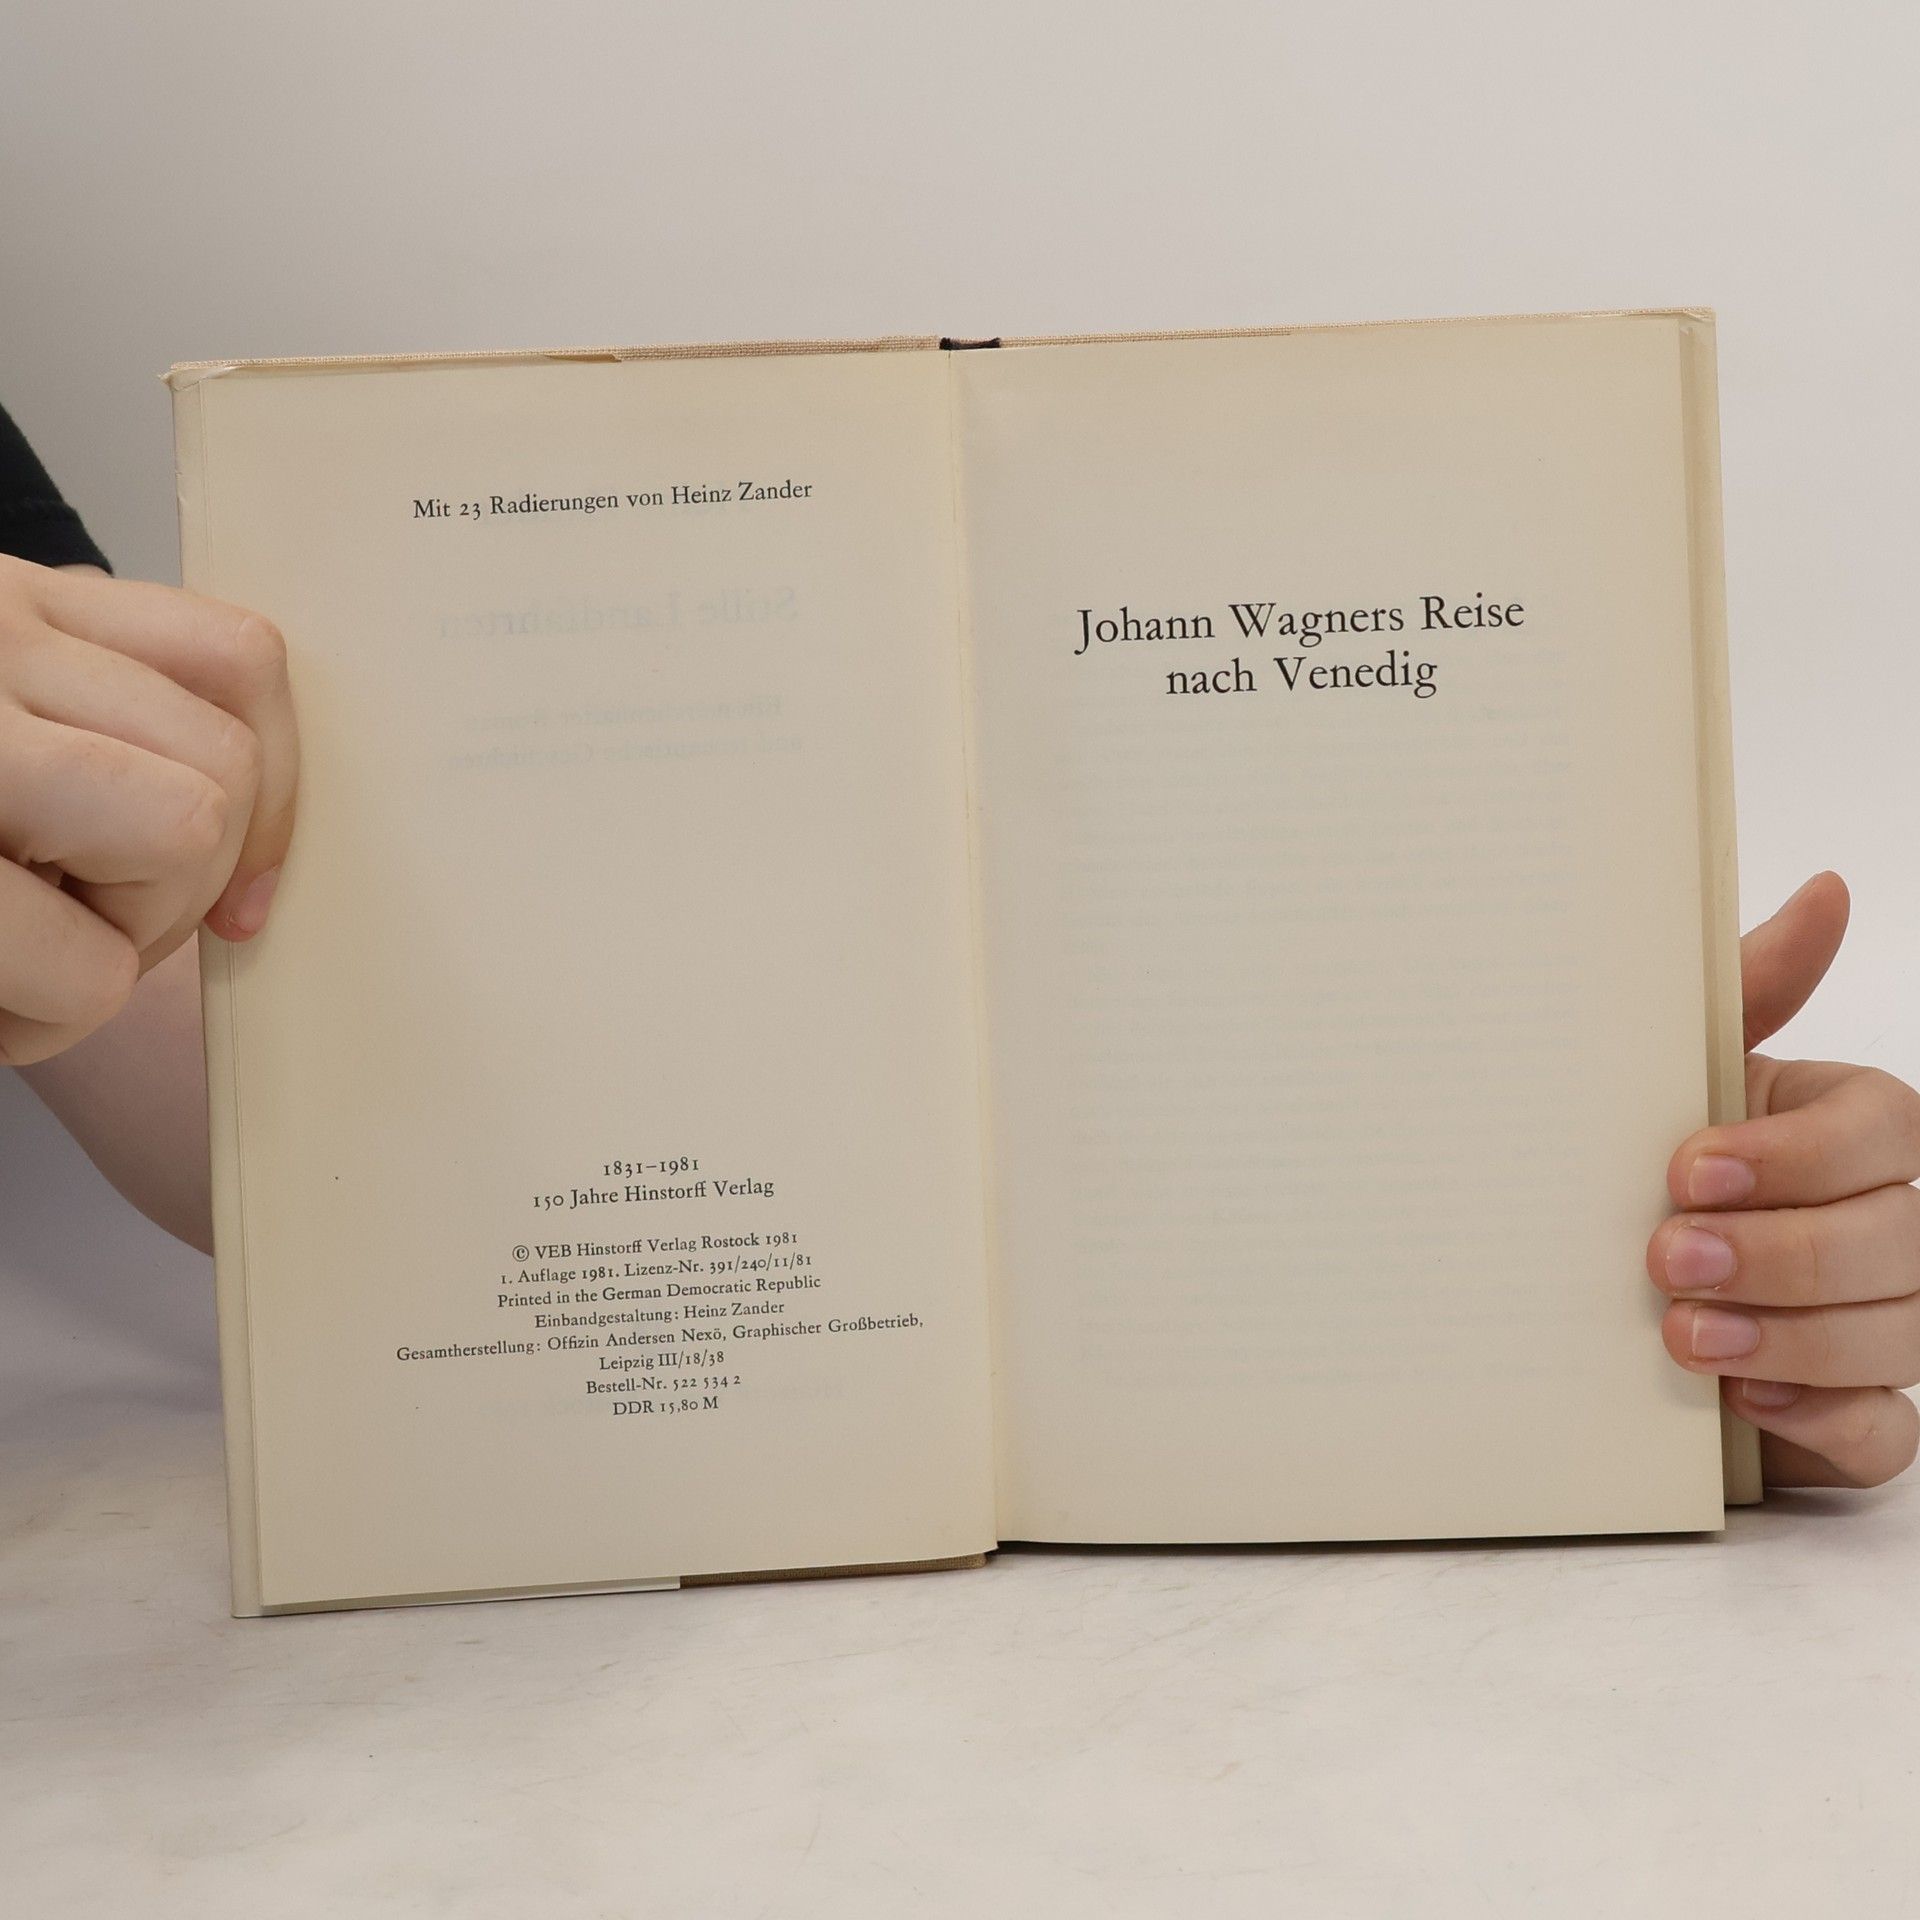 Mit 23 Radierungen von Heinz Zander
1831–1981
150 Jahre Hinstorff Verlag
© VEB Hinstorff Verlag Rostock 1981
1. Auflage 1981. Lizenz-Nr. 391/240/11/81
Printed in the German Democratic Republic
Einbandgestaltung: Heinz Zander
Gesamtherstellung: Offizin Andersen Nexö, Graphischer Großbetrieb,
Leipzig III/18/38
Bestell-Nr. 522 534 2
DDR 15,80 M
Johann Wagners Reise
nach Venedig